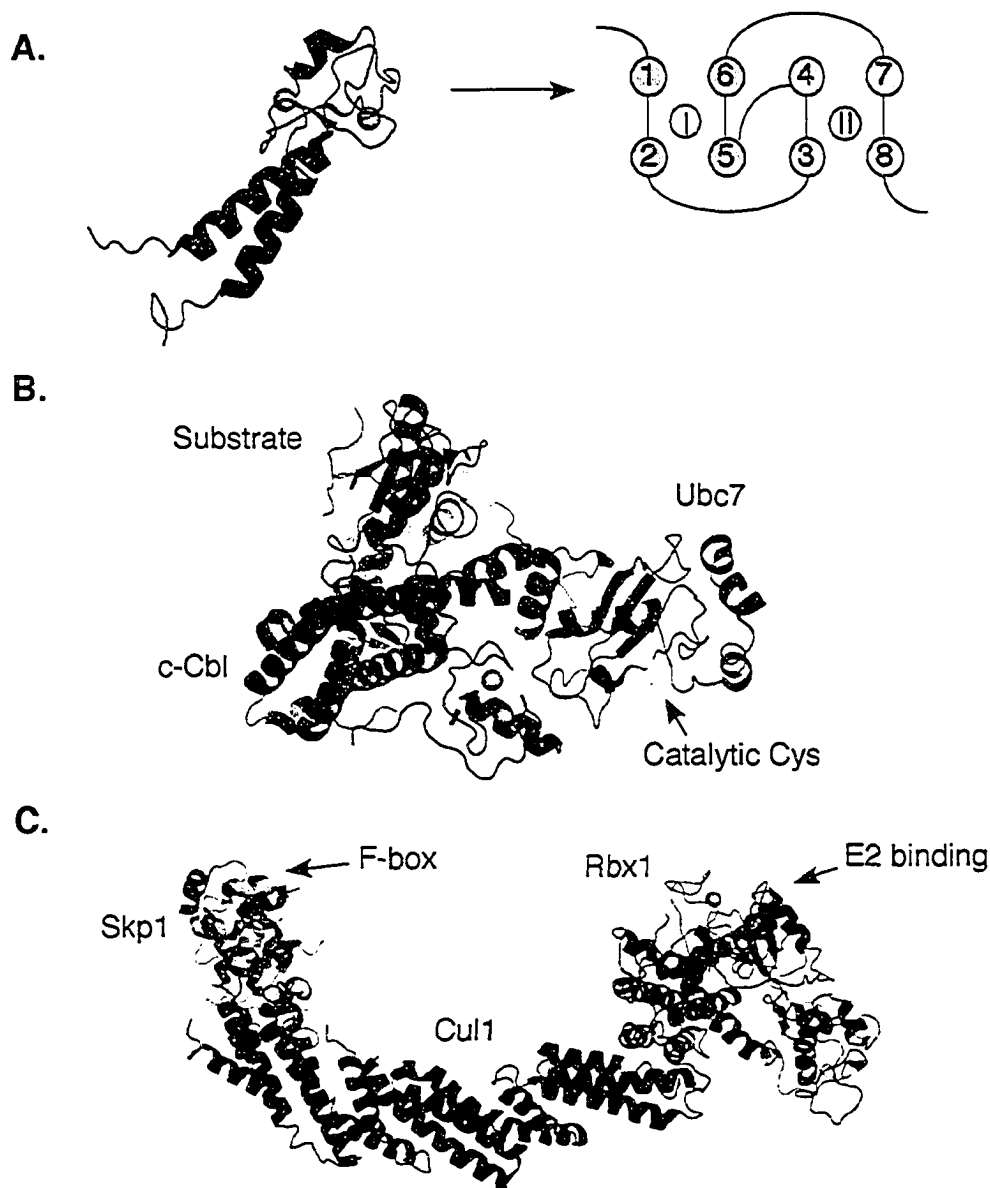 A.
1 6 4 7
I II
2 5 3 8
B.
Substrate
Ubc7
c-Cbl
Catalytic Cys
C.
F-box
Rbx1
E2 binding
Skp1
Cul1